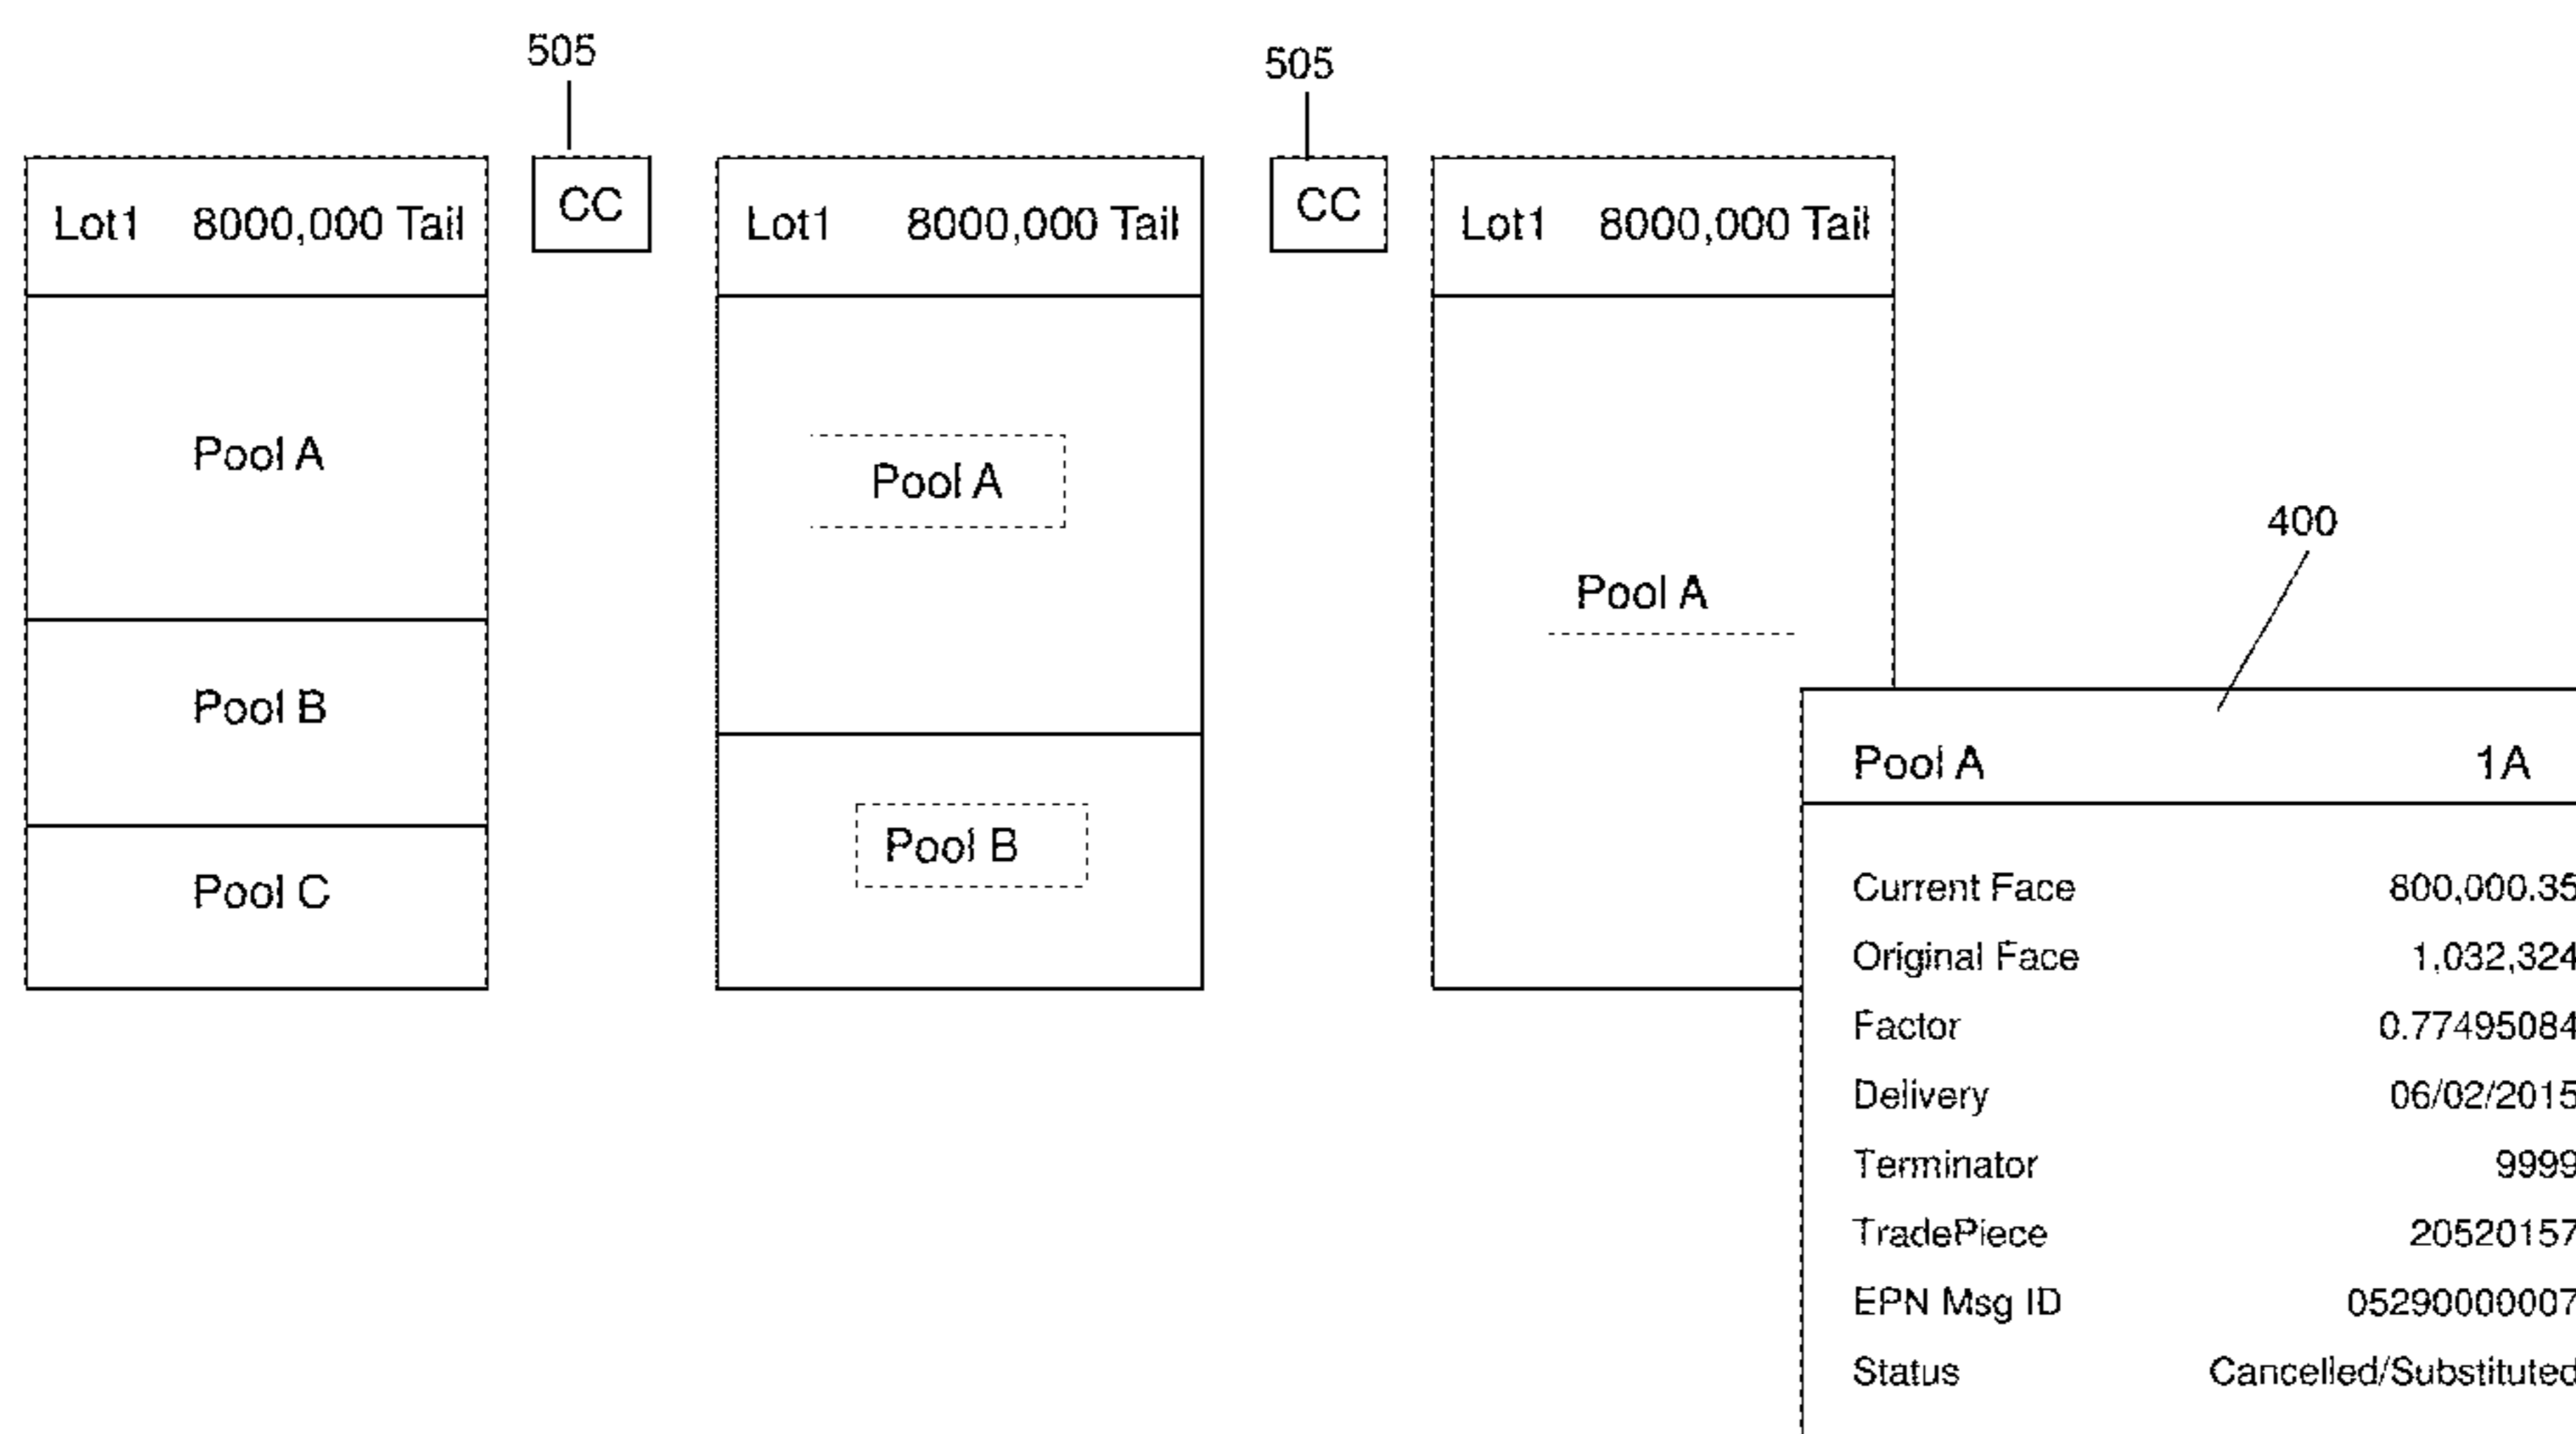 505
505
CC
CC
Lot1 8000,000 Tail
Lot1 8000,000 Tail
Lot1 8000,000 Tail
Pool A
Pool B
Pool C
Pool A
Pool B
Pool A
400
Pool A 1A
Current Face 800,000.35
Original Face 1,032,324
Factor 0.77495084
Delivery 06/02/2015
Terminator 9999
TradePiece 20520157
EPN Msg ID 05290000007
Status Cancelled/Substituted